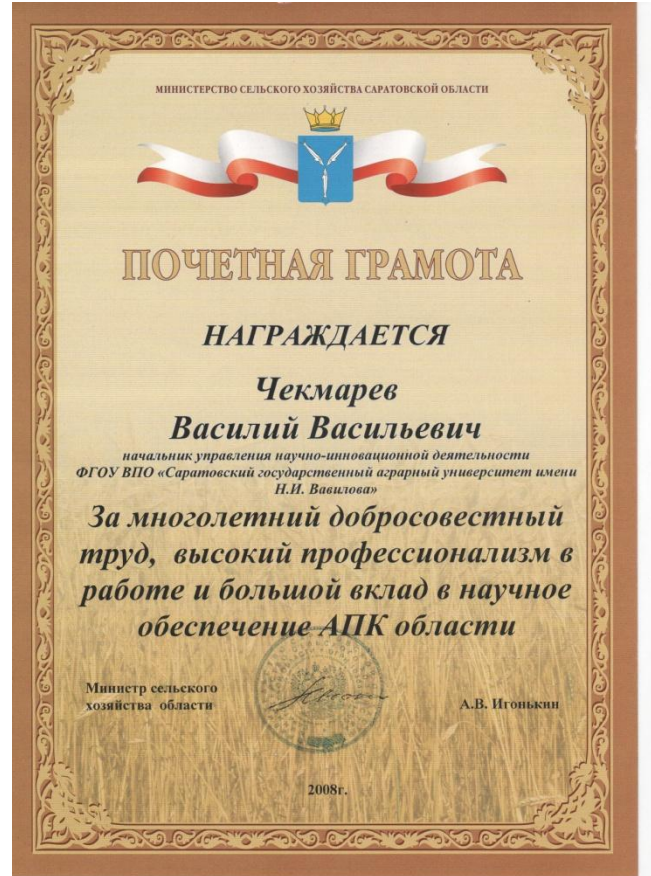 МИНИСТЕРСТВО СЕЛЬСКОГО ХОЗЯЙСТВА САРАТОВСКОЙ ОБЛАСТИ
ПОЧЕТНАЯ ГРАМОТА
НАГРАЖДАЕТСЯ
Чекмарев
Василий Васильевич
начальник управления научно-инновационной деятельности
ФГОУ ВПО «Саратовский государственный аграрный университет имени
Н.И. Вавилова»
За многолетний добросовестный
труд, высокий профессионализм в
работе и большой вклад в научное
обеспечение АПК области
Министр сельского
хозяйства области
А.В. Игонькин
2008г.